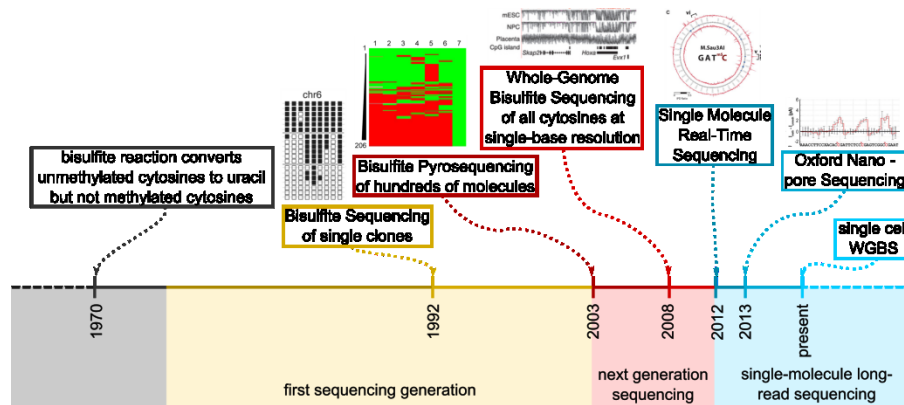 mESC
NPC
Placenta
CpG island
Hoxa
Evx1
c
M.Sau3AI
GATC
chr6
1 2 3 4 5 6 7
1
206
bisulfite reaction converts
unmethylated cytosines to uracil
but not methylated cytosines
Bisulfite Sequencing
of single clones
Bisulfite Pyrosequencing
of hundreds of molecules
Whole-Genome
Bisulfite Sequencing
of all cytosines at
single-base resolution
Single Molecule
Real-Time
Sequencing
Oxford Nano -
pore Sequencing
single cell
WGBS
1970
1992
2003
2008
2012
2013
present
first sequencing generation
next generation
sequencing
single-molecule long-
read sequencing